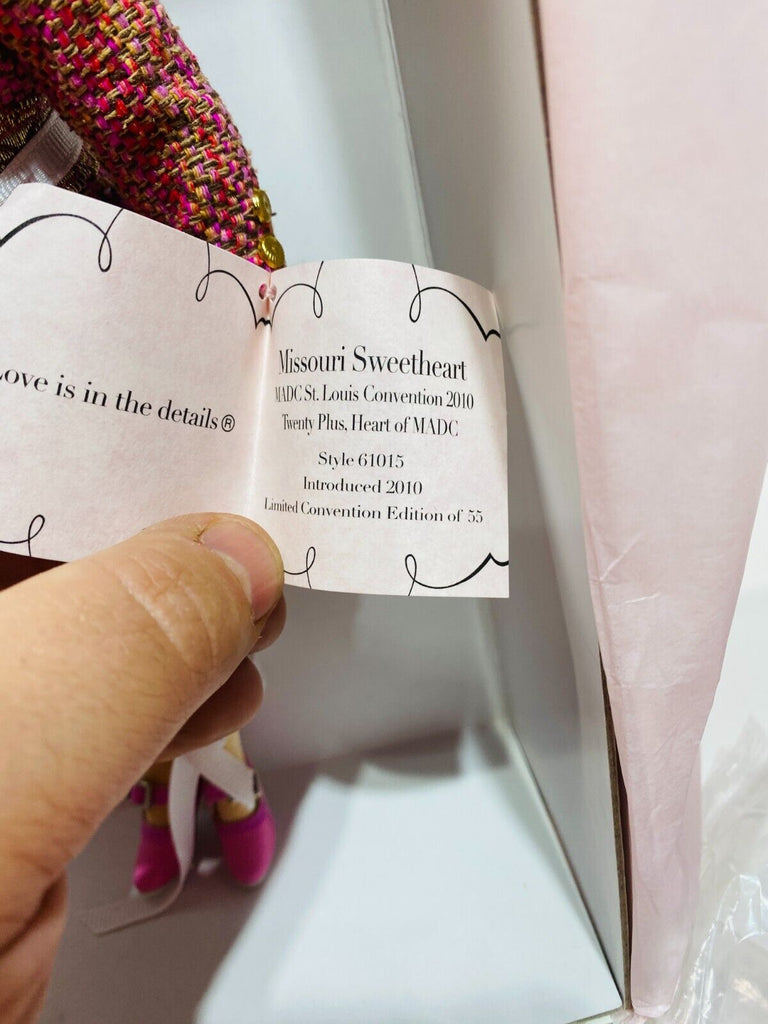 ove is in the details®
Missouri Sweetheart
MADC St. Louis Convention 2010
Twenty Plus, Heart of MADC
Style 61015
Introduced 2010
Limited Convention Edition of 55